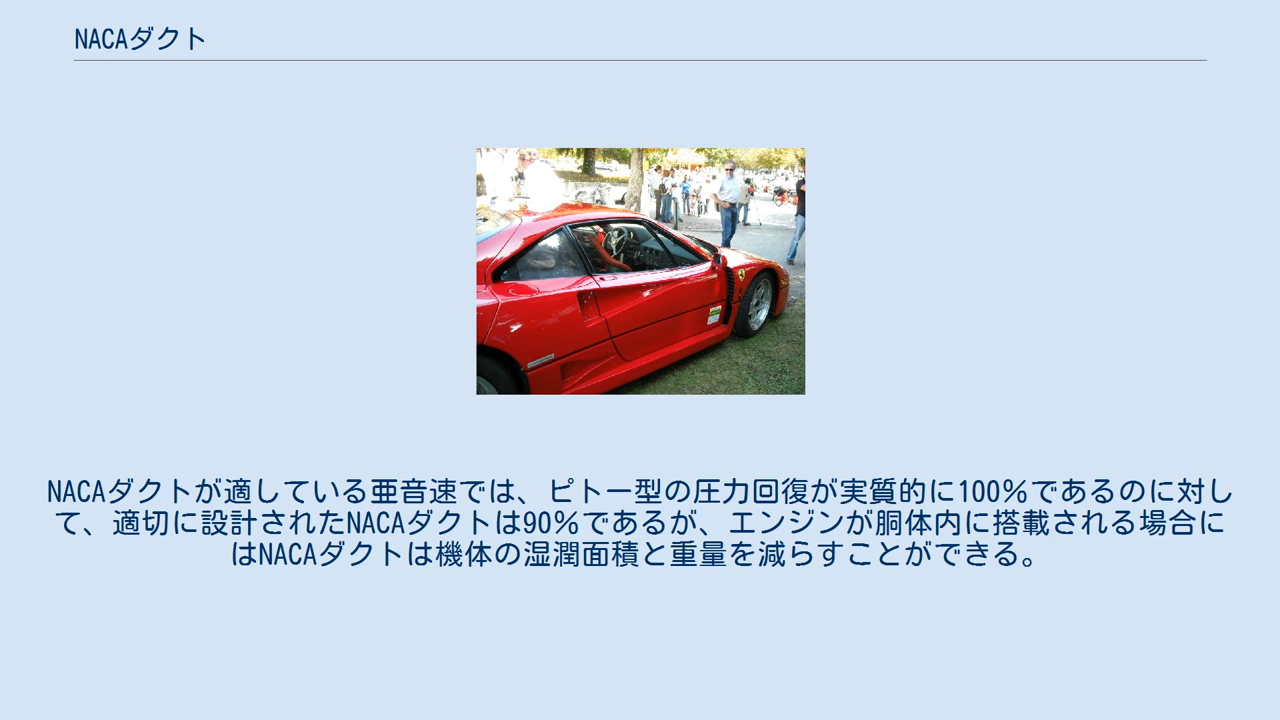 NACAダクト
NACAダクトが適している亜音速では、ピトー型の圧力回復が実質的に100％であるのに対し
て、適切に設計されたNACAダクトは90％であるが、エンジンが胴体内に搭載される場合に
はNACAダクトは機体の湿潤面積と重量を減らすことができる。